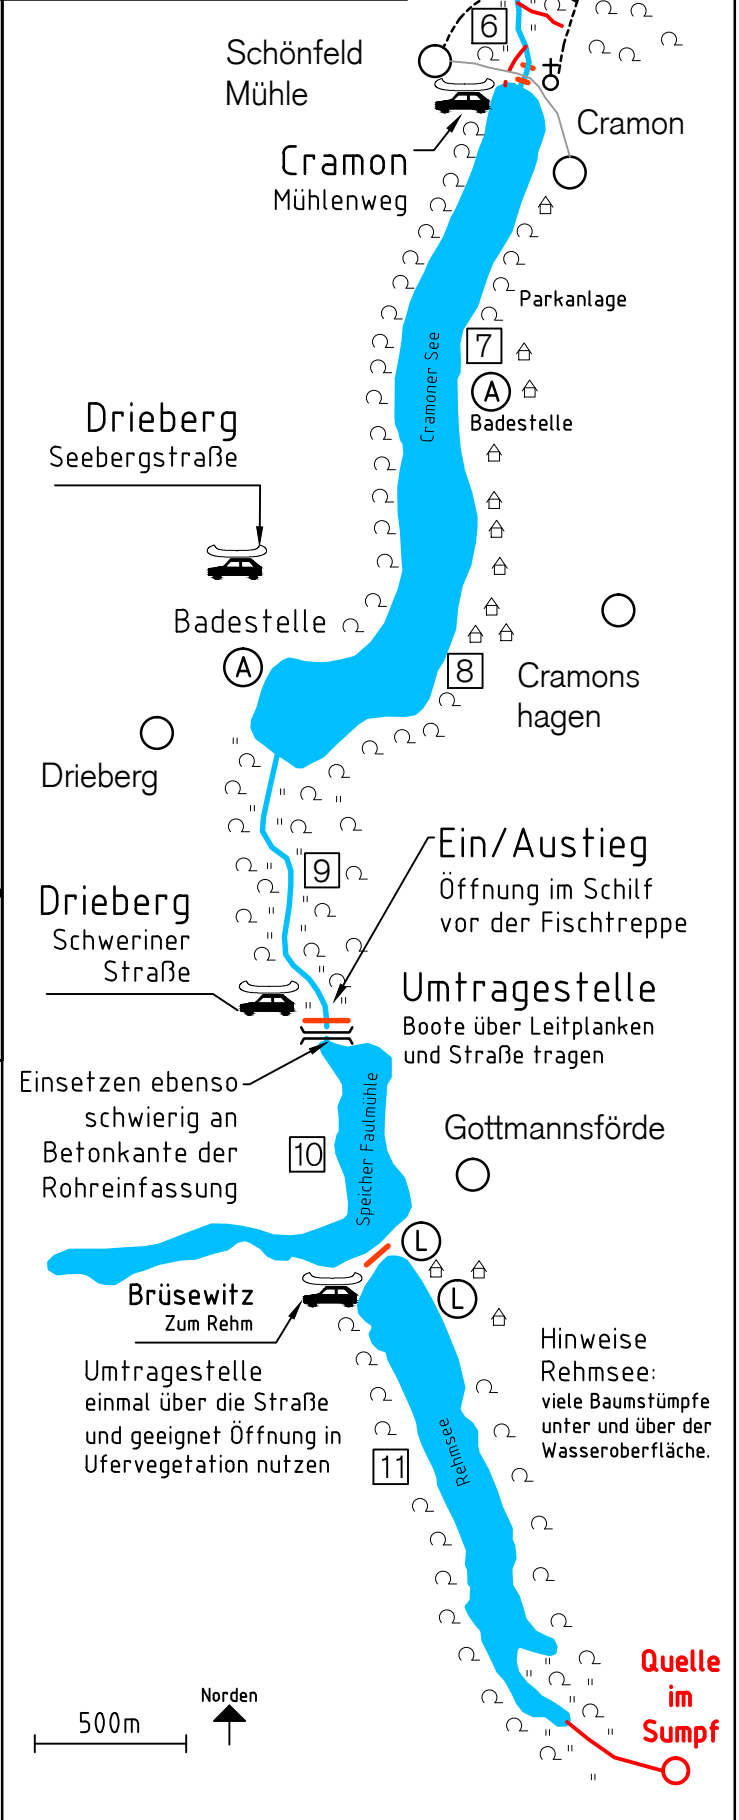 6
Schönfeld
Mühle
Cramon
Cramon
Mühlenweg
Parkanlage
7
Cramoner See
A
Badestelle
Drieberg
Seebergstraße
Badestelle
A
8
Cramons
hagen
Drieberg
Ein/Austieg
Öffnung im Schilf
vor der Fischtreppe
9
Drieberg
Schweriner
Straße
Umtragestelle
Boote über Leitplanken
und Straße tragen
Einsetzen ebenso
schwierig an
Betonkante der
Rohreinfassung
Speicher Faulmühle
10
Gottmannsförde
L
L
Brüsewitz
Zum Rehm
Umtragestelle
einmal über die Straße
und geeignet Öffnung in
Ufervegetation nutzen
Hinweise
Rehmsee:
viele Baumstümpfe
unter und über der
Wasseroberfläche.
Rehmsee
11
Quelle
im
Sumpf
Norden
500m